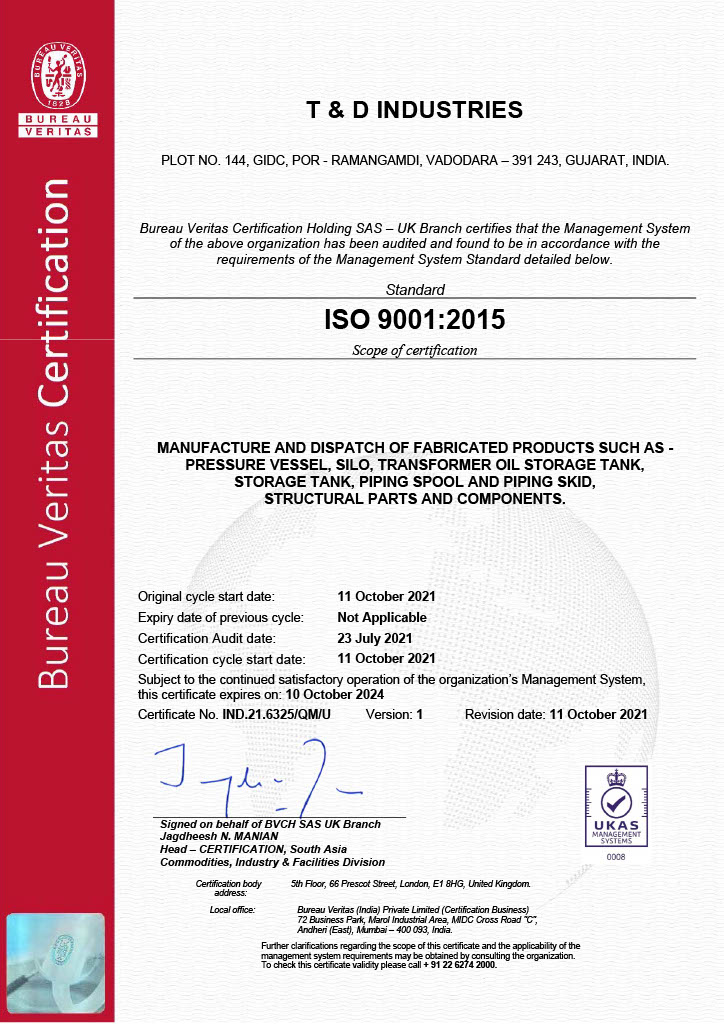 BUREAU VERITAS
1828
BUREAU
VERITAS
Bureau Veritas Certification
T & D INDUSTRIES
PLOT NO. 144, GIDC, POR - RAMANGAMDI, VADODARA – 391 243, GUJARAT, INDIA.
Bureau Veritas Certification Holding SAS – UK Branch certifies that the Management System
of the above organization has been audited and found to be in accordance with the
requirements of the Management System Standard detailed below.
Standard
ISO 9001:2015
Scope of certification
MANUFACTURE AND DISPATCH OF FABRICATED PRODUCTS SUCH AS -
PRESSURE VESSEL, SILO, TRANSFORMER OIL STORAGE TANK,
STORAGE TANK, PIPING SPOOL AND PIPING SKID,
STRUCTURAL PARTS AND COMPONENTS.
Original cycle start date: 11 October 2021
Expiry date of previous cycle: Not Applicable
Certification Audit date: 23 July 2021
Certification cycle start date: 11 October 2021
Subject to the continued satisfactory operation of the organization's Management System,
this certificate expires on: 10 October 2024
Certificate No. IND.21.6325/QM/U Version: 1 Revision date: 11 October 2021
Signed on behalf of BVCH SAS UK Branch
Jagdheesh N. MANIAN
Head – CERTIFICATION, South Asia
Commodities, Industry & Facilities Division
UKAS
MANAGEMENT
SYSTEMS
0008
Certification body address: 5th Floor, 66 Prescot Street, London, E1 8HG, United Kingdom.
Local office: Bureau Veritas (India) Private Limited (Certification Business)
72 Business Park, Marol Industrial Area, MIDC Cross Road "C",
Andheri (East), Mumbai – 400 093, India.
Further clarifications regarding the scope of this certificate and the applicability of the
management system requirements may be obtained by consulting the organization.
To check this certificate validity please call + 91 22 6274 2000.